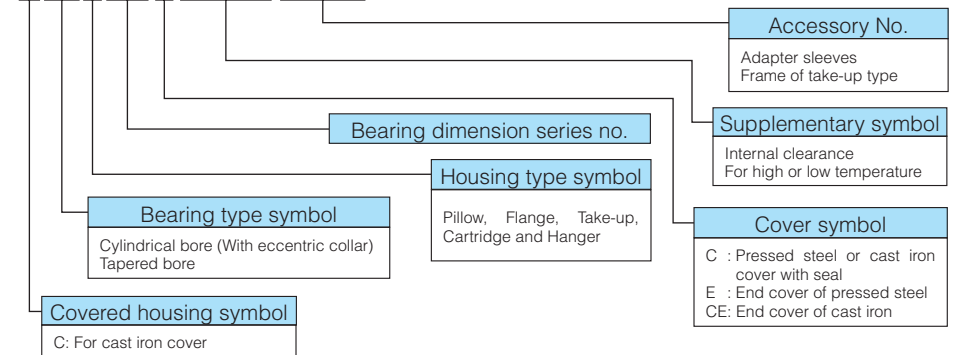 Accessory No.
Adapter sleeves
Frame of take-up type
Bearing dimension series no.
Supplementary symbol
Internal clearance
For high or low temperature
Housing type symbol
Pillow, Flange, Take-up,
Cartridge and Hanger
Bearing type symbol
Cylindrical bore (With eccentric collar)
Tapered bore
Cover symbol
C : Pressed steel or cast iron
cover with seal
E : End cover of pressed steel
CE: End cover of cast iron
Covered housing symbol
C: For cast iron cover